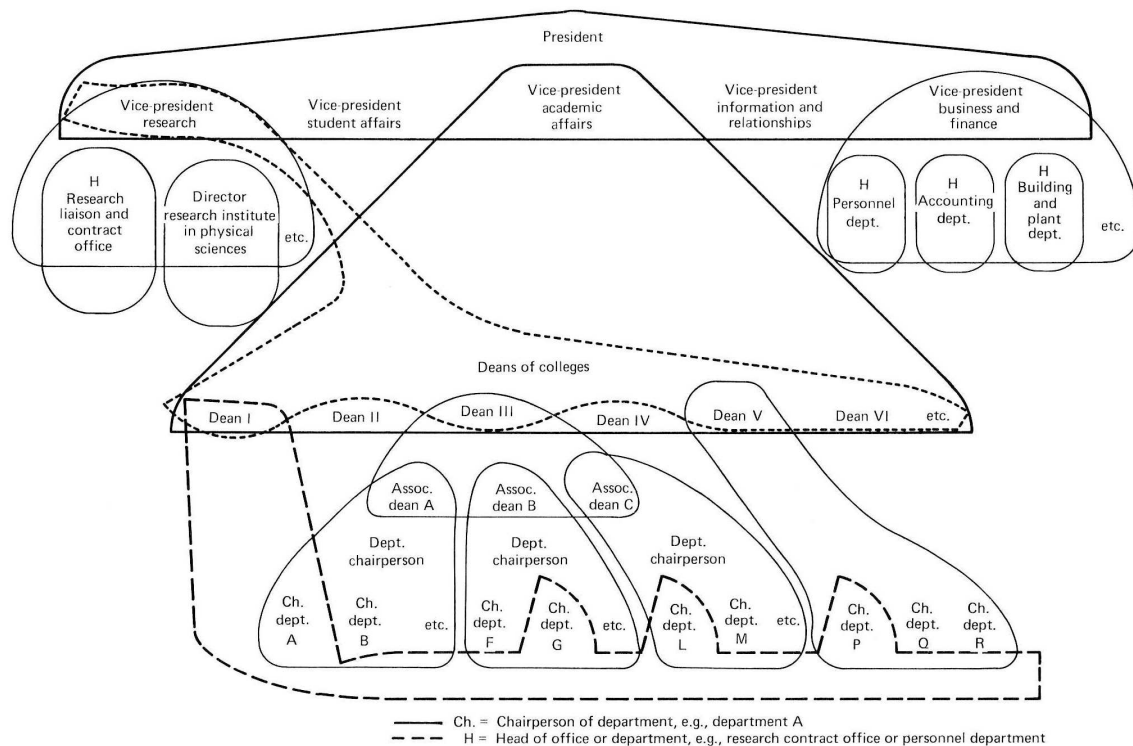 President
Vice-president
research
Vice-president
student affairs
Vice-president
academic
affairs
Vice-president
information and
relationships
Vice-president
business and
finance
H
Research
liaison and
contract
office
Director
research institute
in physical
sciences
etc.
H
Personnel
dept.
H
Accounting
dept.
H
Building
and
plant
dept.
etc.
Deans of colleges
Dean I
Dean II
Dean III
Dean IV
Dean V
Dean VI
etc.
Assoc.
dean A
Assoc.
dean B
Assoc.
dean C
Dept.
chairperson
Dept.
chairperson
Ch.
dept.
A
Ch.
dept.
B
etc.
Ch.
dept.
F
Ch.
dept.
G
etc.
Ch.
dept.
L
Ch.
dept.
M
etc.
Ch.
dept.
P
Ch.
dept.
Q
Ch.
dept.
R
Ch. = Chairperson of department, e.g., department A
H = Head of office or department, e.g., research contract office or personnel department